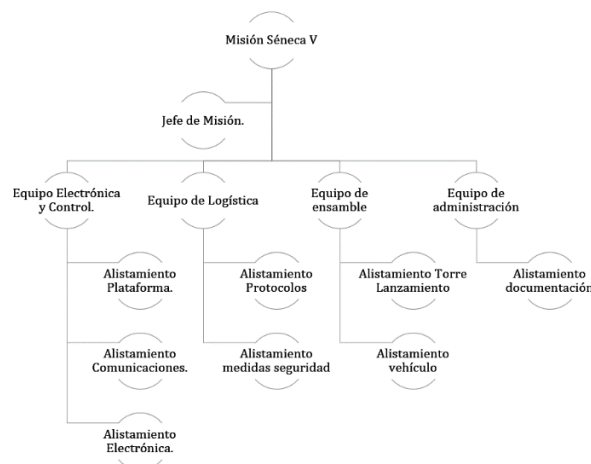 Misión Séneca V
Jefe de Misión.
Equipo Electrónica
y Control.
Equipo de Logística
Equipo de
ensamble
Equipo de
administración
Alistamiento
Plataforma.
Alistamiento
Protocolos
Alistamiento Torre
Lanzamiento
Alistamiento
documentación
Alistamiento
Comunicaciones.
Alistamiento
medidas seguridad
Alistamiento
vehículo
Alistamiento
Electrónica.